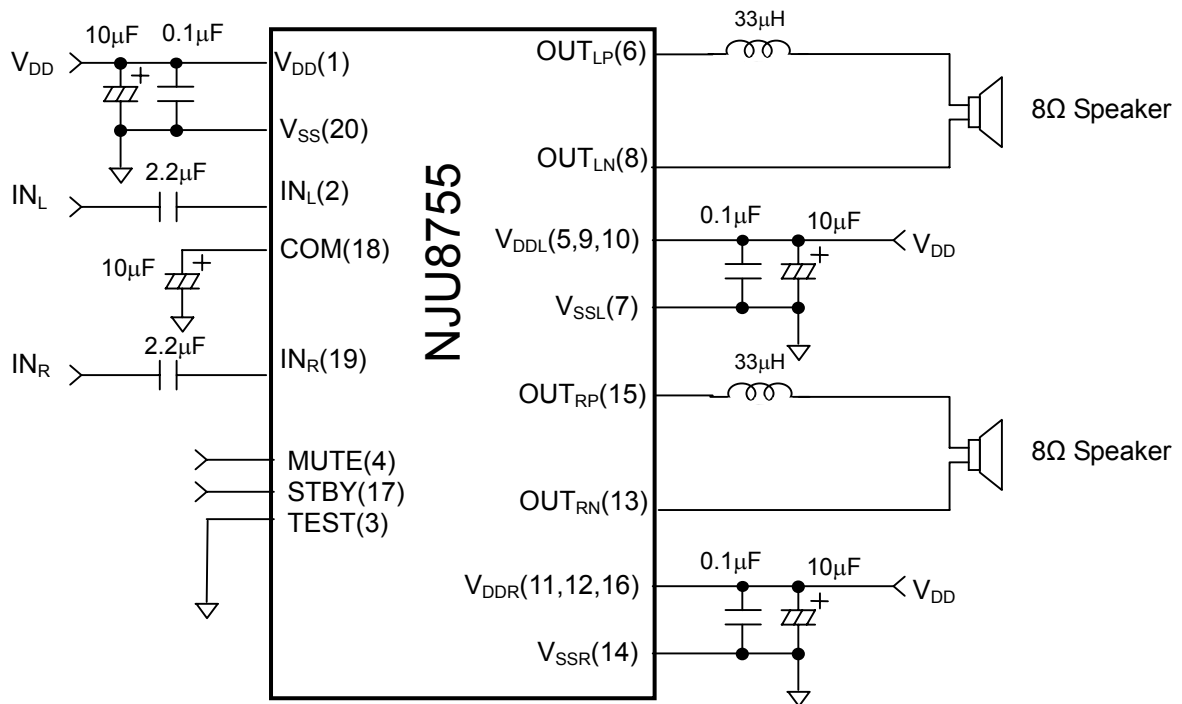 10μF
0.1μF
V_DD
V_DD(1)
V_SS(20)
2.2μF
IN_L
IN_L(2)
COM(18)
10μF
2.2μF
IN_R
IN_R(19)
MUTE(4)
STBY(17)
TEST(3)
NJU8755
33μH
OUT_LP(6)
8Ω Speaker
OUT_LN(8)
0.1μF
10μF
V_DDL(5,9,10)
V_DD
V_SSL(7)
33μH
OUT_RP(15)
8Ω Speaker
OUT_RN(13)
0.1μF
10μF
V_DDR(11,12,16)
V_DD
V_SSR(14)